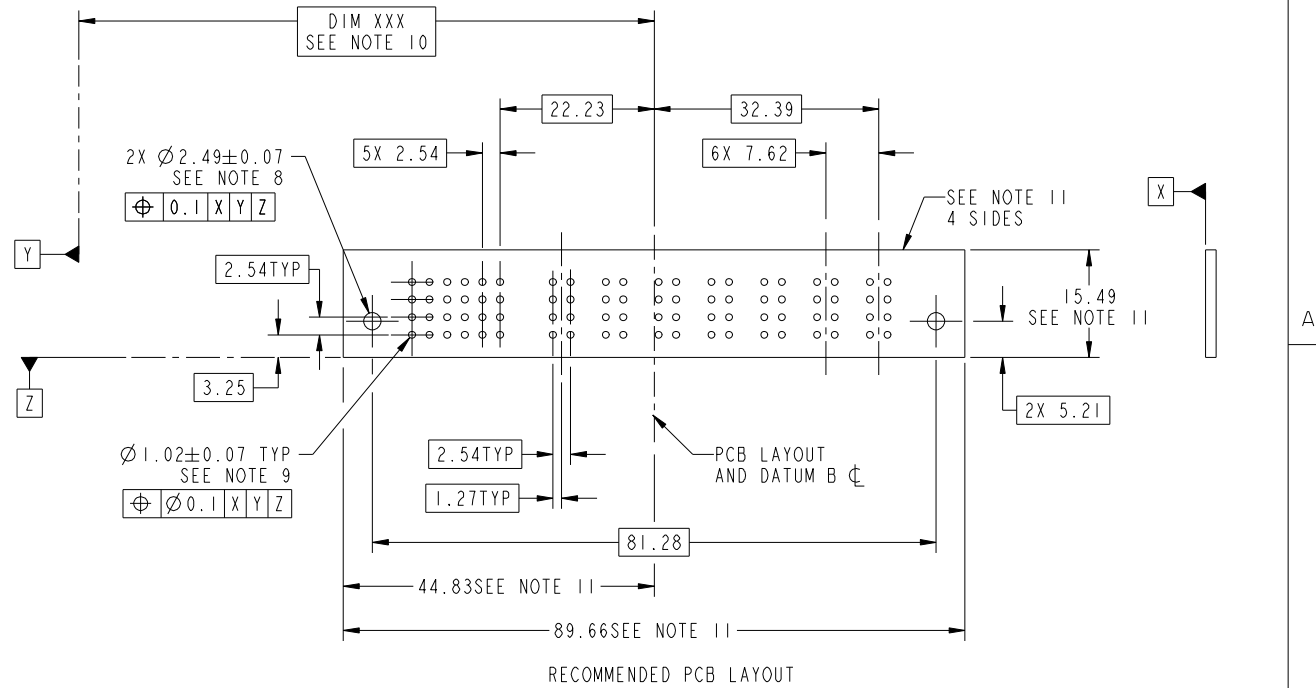 DIM XXX
SEE NOTE 10
22.23
32.39
5X 2.54
6X 7.62
2X Ø2.49±0.07
SEE NOTE 8
⌖ 0.1 X Y Z
X
SEE NOTE 11
4 SIDES
Y
2.54TYP
15.49
SEE NOTE 11
A
3.25
Z
2X 5.21
Ø1.02±0.07 TYP
SEE NOTE 9
⌖ Ø0.1 X Y Z
2.54TYP
PCB LAYOUT
AND DATUM B ℄
1.27TYP
81.28
44.83SEE NOTE 11
89.66SEE NOTE 11
RECOMMENDED PCB LAYOUT